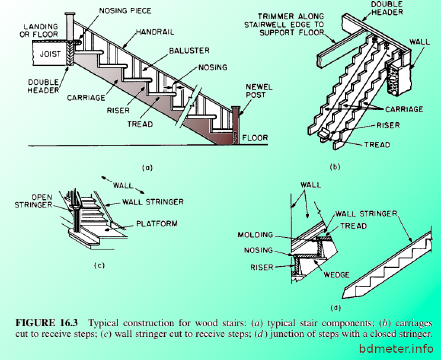 LANDING
OR FLOOR
NOSING PIECE
HANDRAIL
JOIST
BALUSTER
NOSING
DOUBLE
HEADER
CARRIAGE
RISER
TREAD
NEWEL
POST
FLOOR
(a)
DOUBLE
HEADER
TRIMMER ALONG
STAIRWELL EDGE TO
SUPPORT FLOOR
WALL
CARRIAGE
RISER
TREAD
(b)
WALL
OPEN
STRINGER
WALL STRINGER
PLATFORM
(c)
WALL
WALL STRINGER
TREAD
MOLDING
NOSING
RISER
WEDGE
(d)
FIGURE 16.3 Typical construction for wood stairs: (a) typical stair components; (b) carriages
cut to receive steps; (c) wall stringer cut to receive steps; (d) junction of steps with a closed stringer.
bdmeter.info